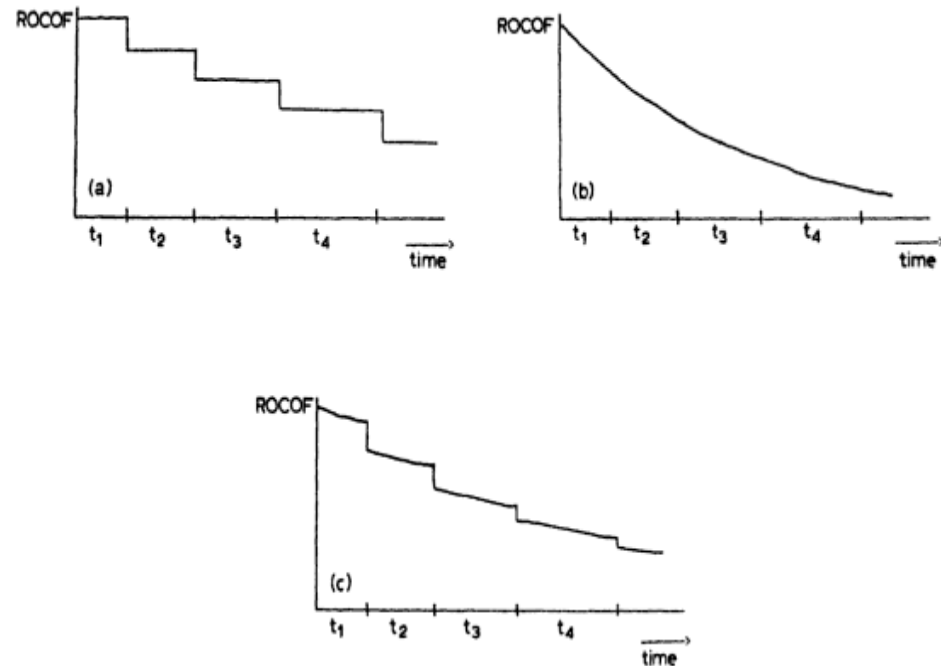 ROCOF
(a)
t1 t2 t3 t4
time
ROCOF
(b)
t1 t2 t3 t4
time
ROCOF
(c)
t1 t2 t3 t4
time